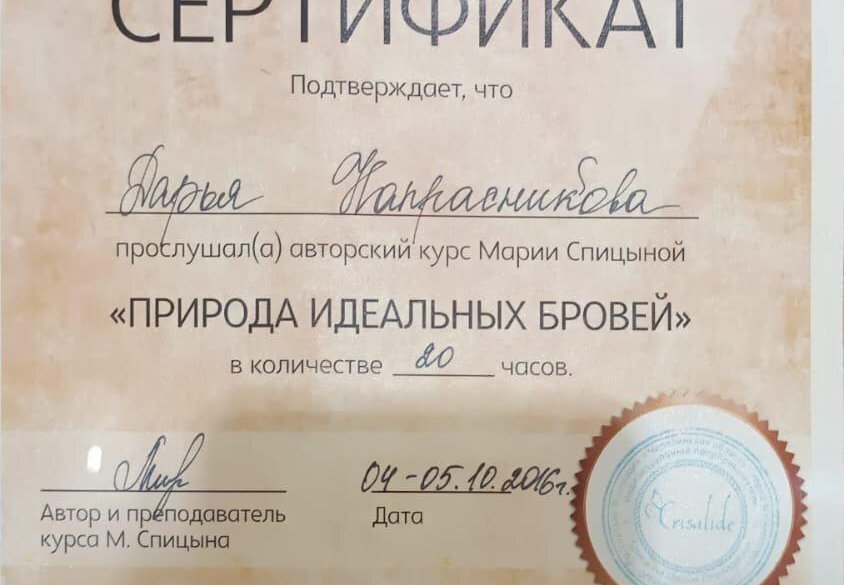 СЕРТИФИКАТ
Подтверждает, что
Дарья Напрасникова
прослушал(а) авторский курс Марии Спицыной
«ПРИРОДА ИДЕАЛЬНЫХ БРОВЕЙ»
в количестве 20 часов.
04-05.10.2016г.
Автор и преподаватель
курса М. Спицына
Дата
Crisalide